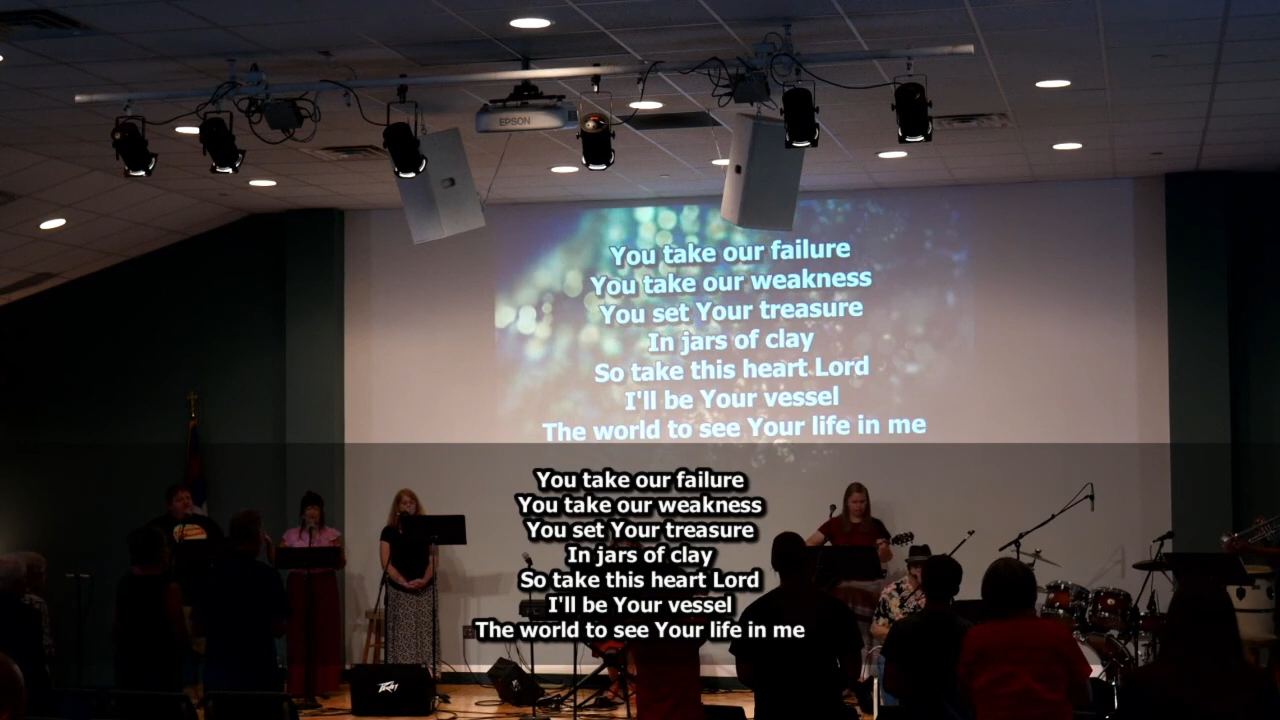 EPSON
You take our failure
You take our weakness
You set Your treasure
In jars of clay
So take this heart Lord
I'll be Your vessel
The world to see Your life in me
You take our failure
You take our weakness
You set Your treasure
In jars of clay
So take this heart Lord
I'll be Your vessel
The world to see Your life in me